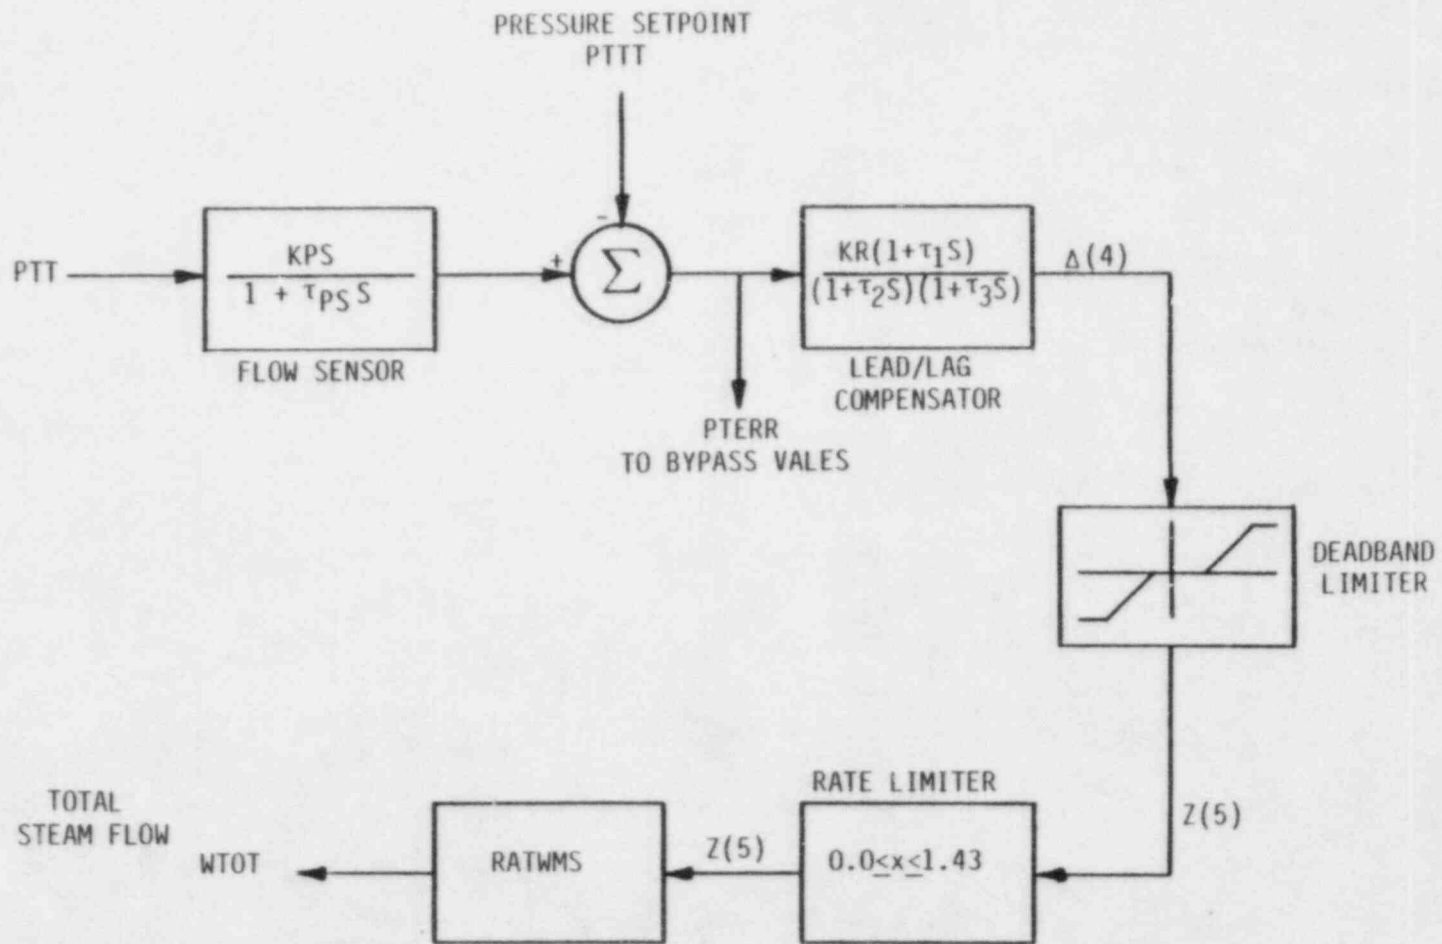 PRESSURE SETPOINT
PTTT
-
PTT
KPS
1 + τPS S
+
Σ
KR(1+τ1S)
(1+τ2S)(1+τ3S)
Δ(4)
FLOW SENSOR
LEAD/LAG
COMPENSATOR
PTERR
TO BYPASS VALES
DEADBAND
LIMITER
RATE LIMITER
TOTAL
STEAM FLOW
WTOT
RATWMS
Z(5)
0.0≤x≤1.43
Z(5)